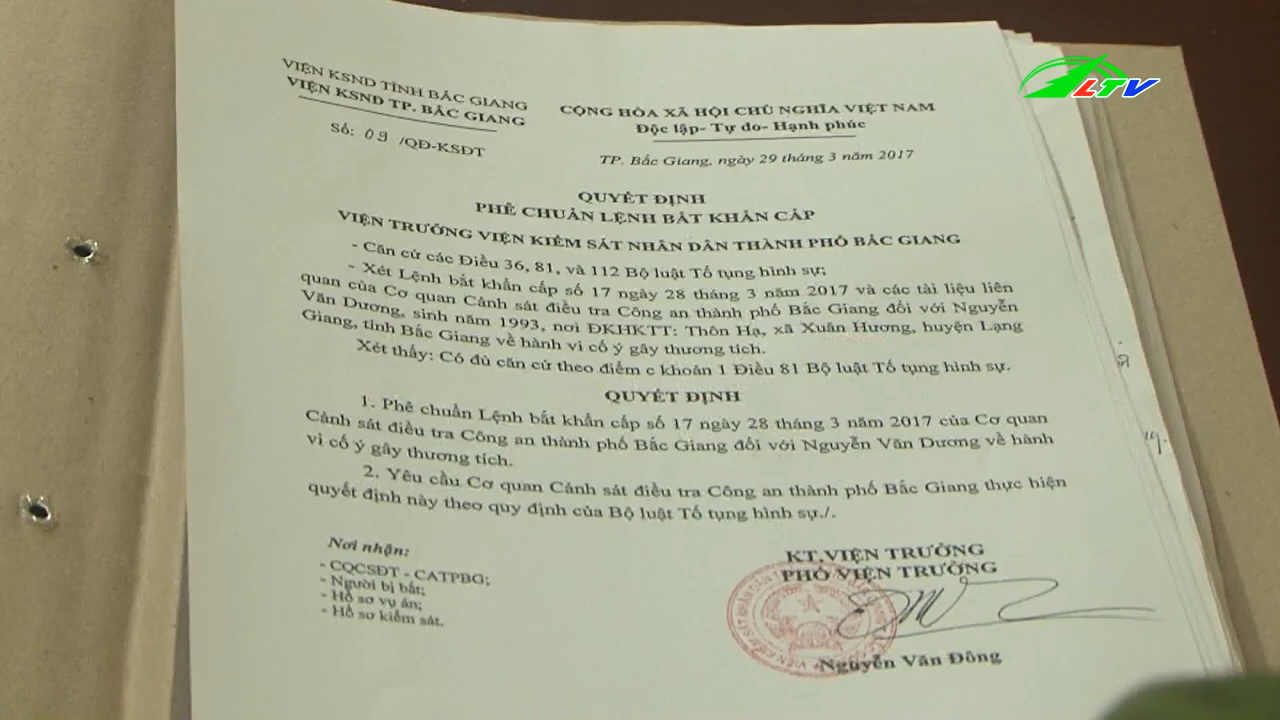 LTV
VIỆN KSND TỈNH BẮC GIANG
VIỆN KSND TP. BẮC GIANG
Số: 09 /QĐ-KSĐT
CỘNG HÒA XÃ HỘI CHỦ NGHĨA VIỆT NAM
Độc lập- Tự do- Hạnh phúc
TP. Bắc Giang, ngày 29 tháng 3 năm 2017
QUYẾT ĐỊNH
PHÊ CHUẨN LỆNH BẮT KHẨN CẤP
VIỆN TRƯỞNG VIỆN KIỂM SÁT NHÂN DÂN THÀNH PHỐ BẮC GIANG
- Căn cứ các Điều 36, 81, và 112 Bộ luật Tố tụng hình sự;
- Xét Lệnh bắt khẩn cấp số 17 ngày 28 tháng 3 năm 2017 và các tài liệu liên
quan của Cơ quan Cảnh sát điều tra Công an thành phố Bắc Giang đối với Nguyễn
Văn Dương, sinh năm 1993, nơi ĐKHKTT: Thôn Hạ, xã Xuân Hương, huyện Lạng
Giang, tỉnh Bắc Giang về hành vi cố ý gây thương tích.
Xét thấy: Có đủ căn cứ theo điểm c khoản 1 Điều 81 Bộ luật Tố tụng hình sự.
QUYẾT ĐỊNH
1. Phê chuẩn Lệnh bắt khẩn cấp số 17 ngày 28 tháng 3 năm 2017 của Cơ quan
Cảnh sát điều tra Công an thành phố Bắc Giang đối với Nguyễn Văn Dương về hành
vi cố ý gây thương tích.
2. Yêu cầu Cơ quan Cảnh sát điều tra Công an thành phố Bắc Giang thực hiện
quyết định này theo quy định của Bộ luật Tố tụng hình sự./.
Nơi nhận:
- CQCSĐT - CATPBG;
- Người bị bắt;
- Hồ sơ vụ án;
- Hồ sơ kiểm sát.
KT.VIỆN TRƯỞNG
PHÓ VIỆN TRƯỞNG
Nguyễn Văn Đông